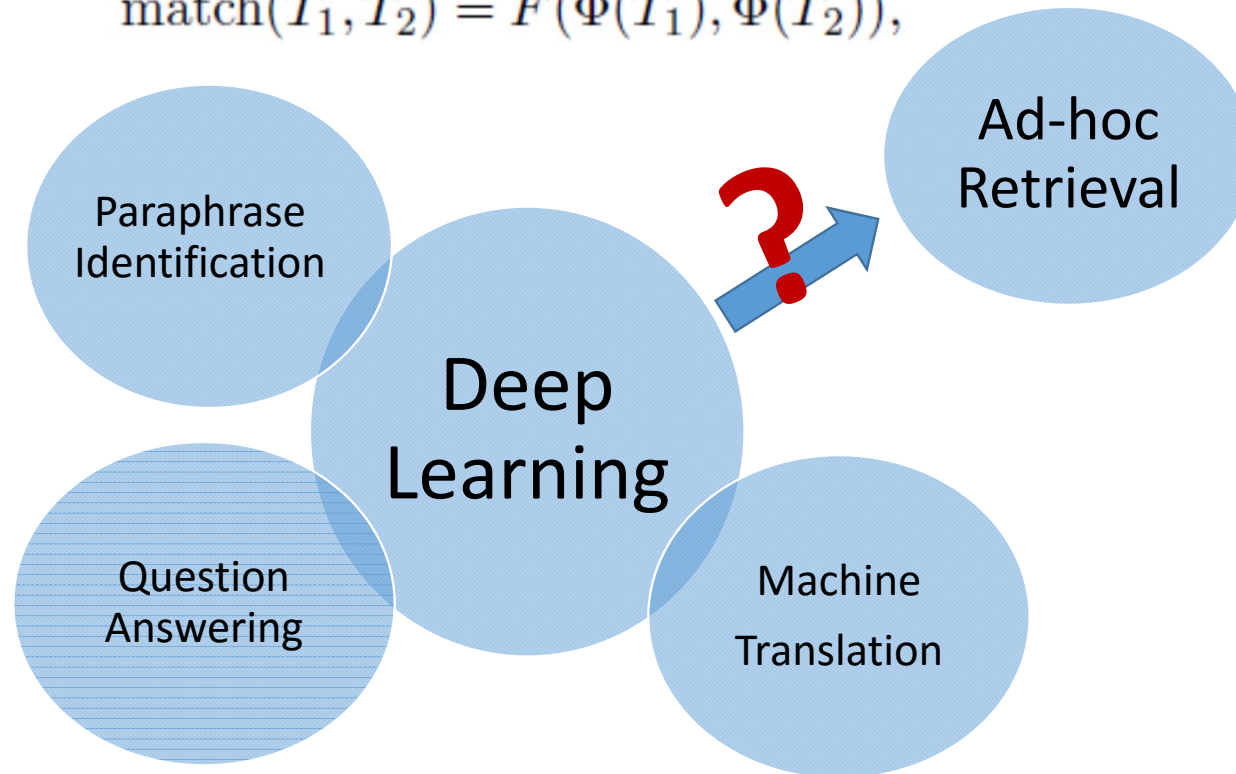 match(T₁, T₂) = F(Φ(T₁), Φ(T₂)),
Ad-hoc
Retrieval
?
Paraphrase
Identification
Deep
Learning
Question
Answering
Machine
Translation